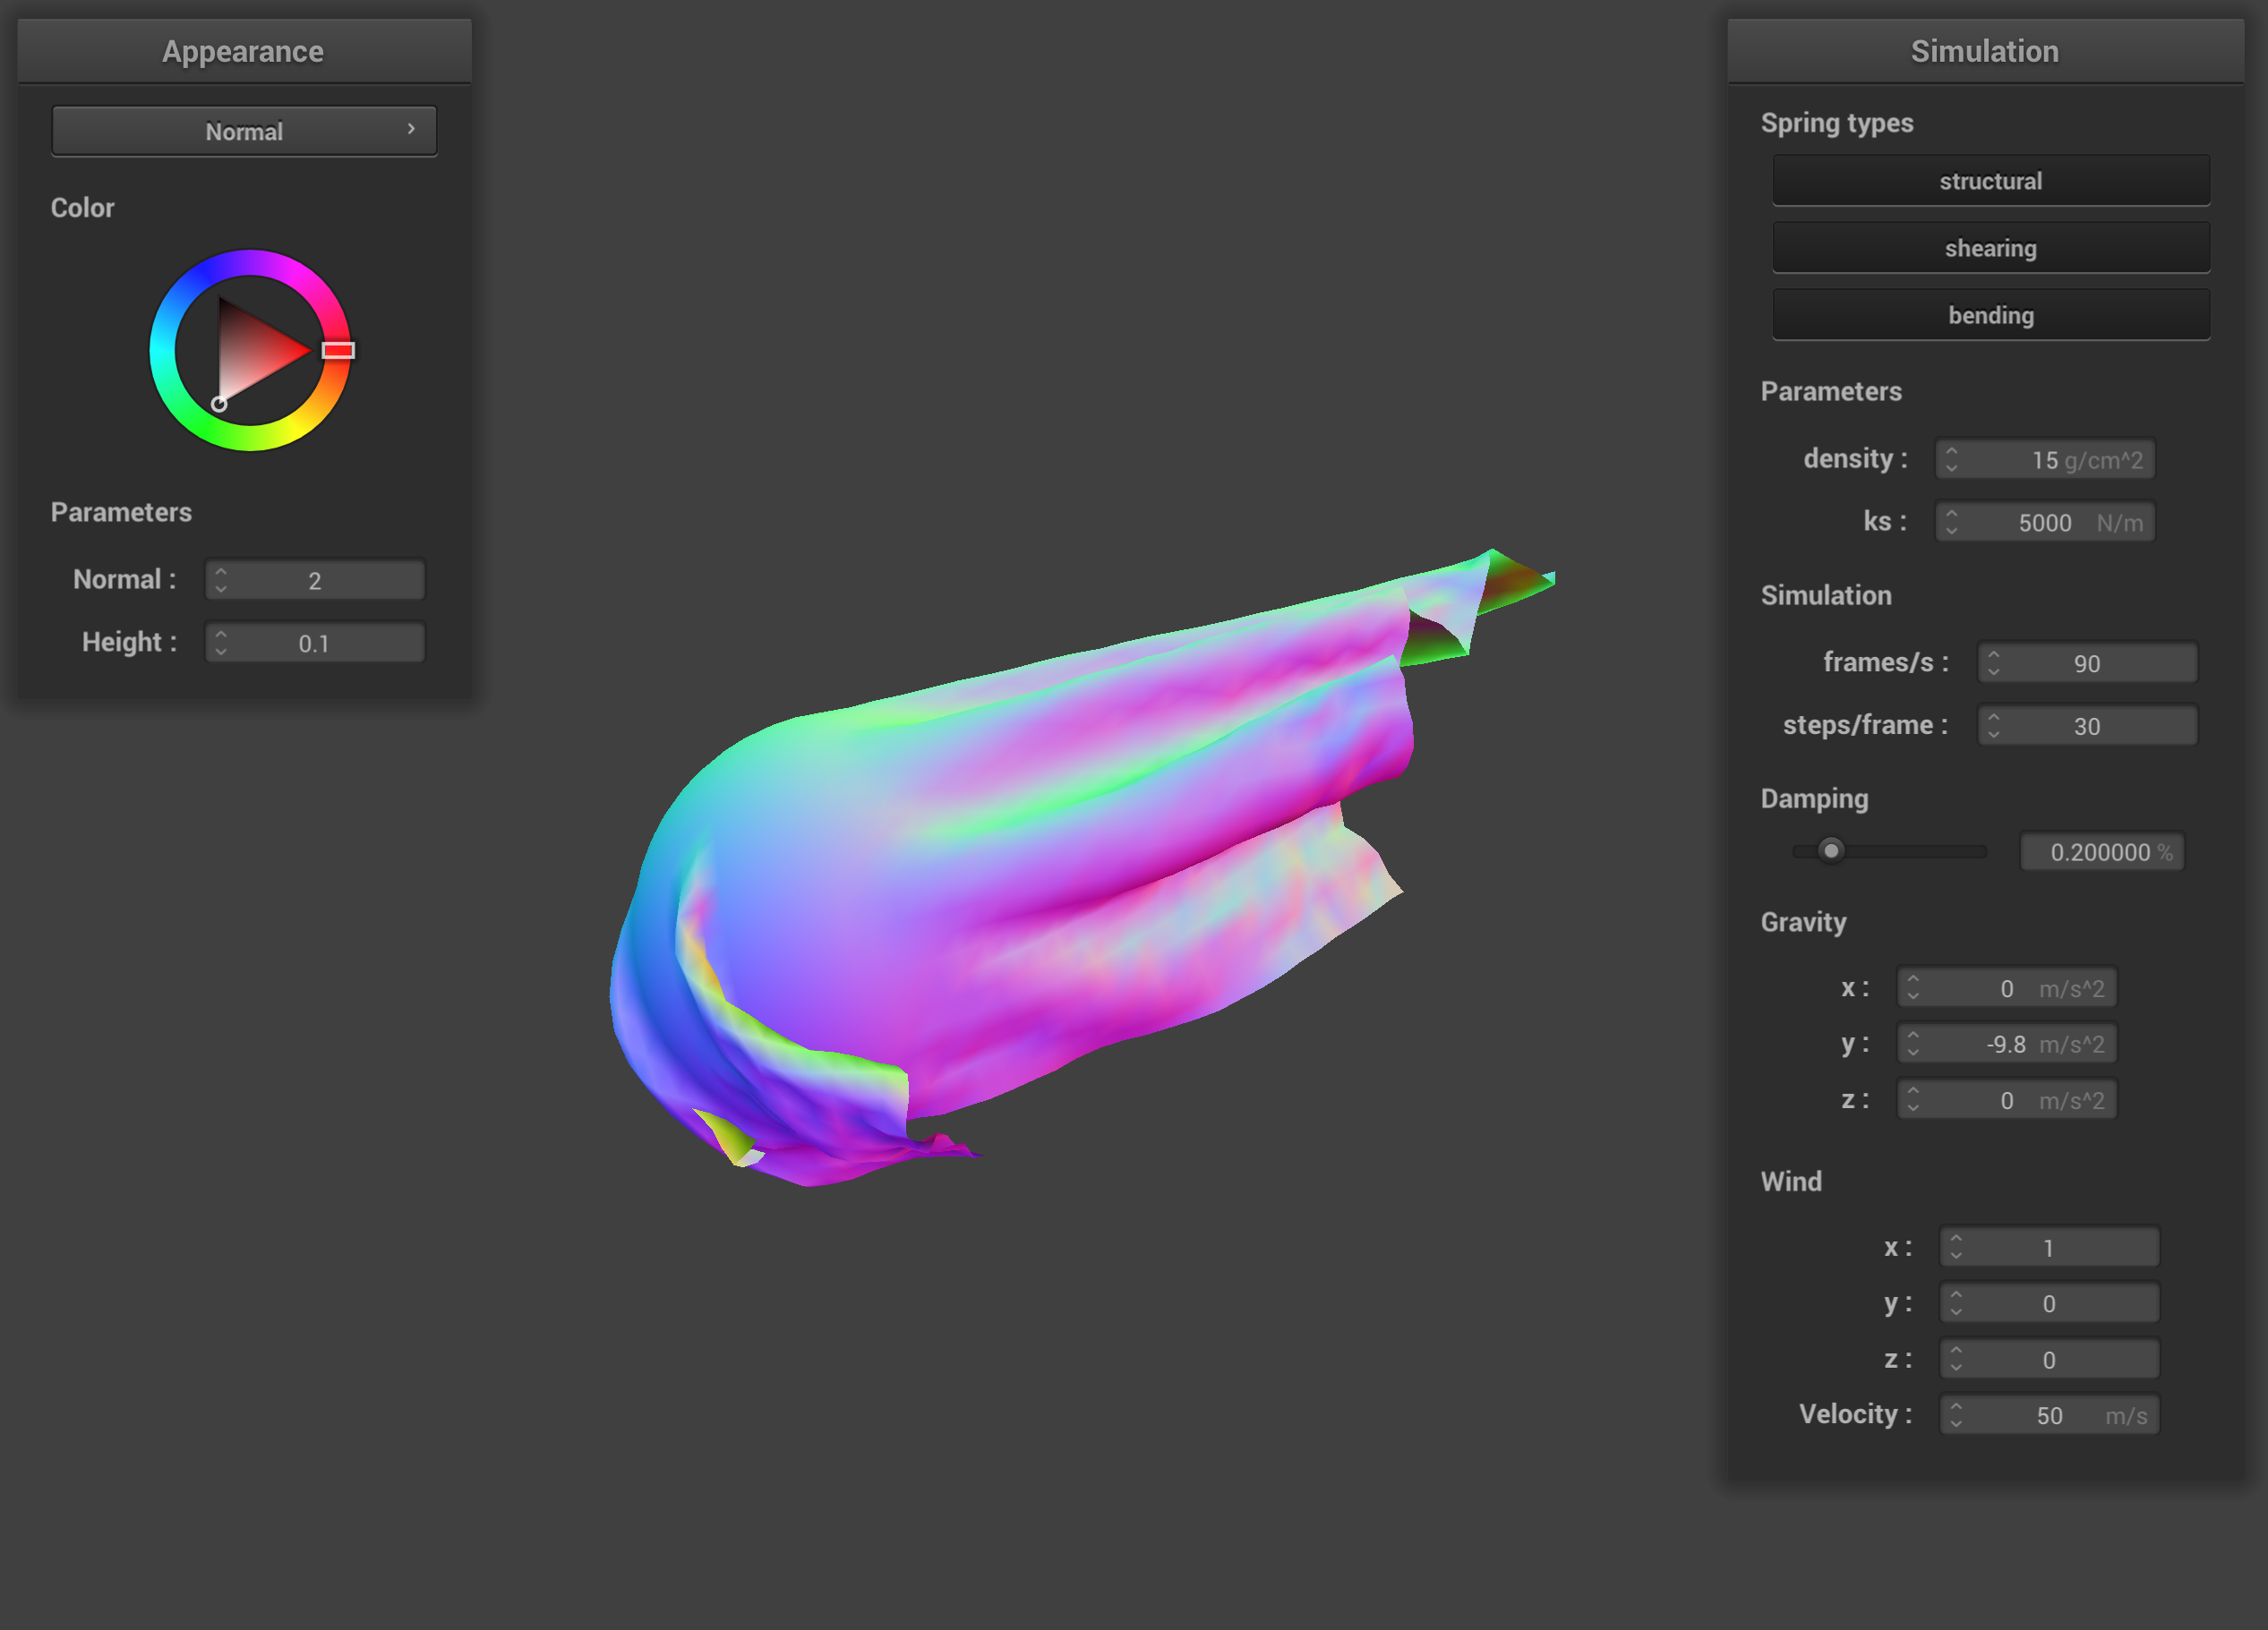 Appearance
Normal
Color
Parameters
Normal : 2
Height : 0.1
Simulation
Spring types
structural
shearing
bending
Parameters
density : 15 g/cm^2
ks : 5000 N/m
Simulation
frames/s : 90
steps/frame : 30
Damping
0.200000 %
Gravity
x : 0 m/s^2
y : -9.8 m/s^2
z : 0 m/s^2
Wind
x : 1
y : 0
z : 0
Velocity : 50 m/s